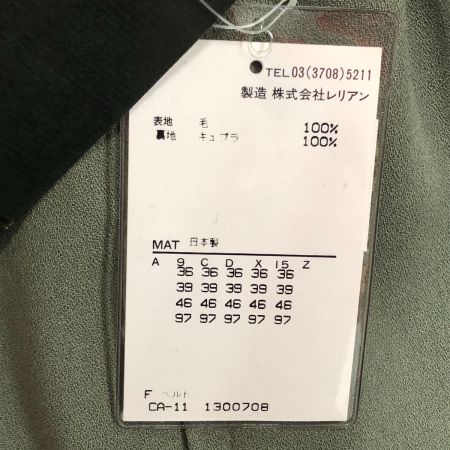 TEL 03(3708)5211
製造 株式会社レリアン
表地 毛 100%
裏地 キュプラ 100%
MAT 日本製
A 9 C D X 15 Z
36 36 36 36 36
39 39 39 39 39
46 46 46 46 46
97 97 97 97 97
F ベルト
CA-11 1300708